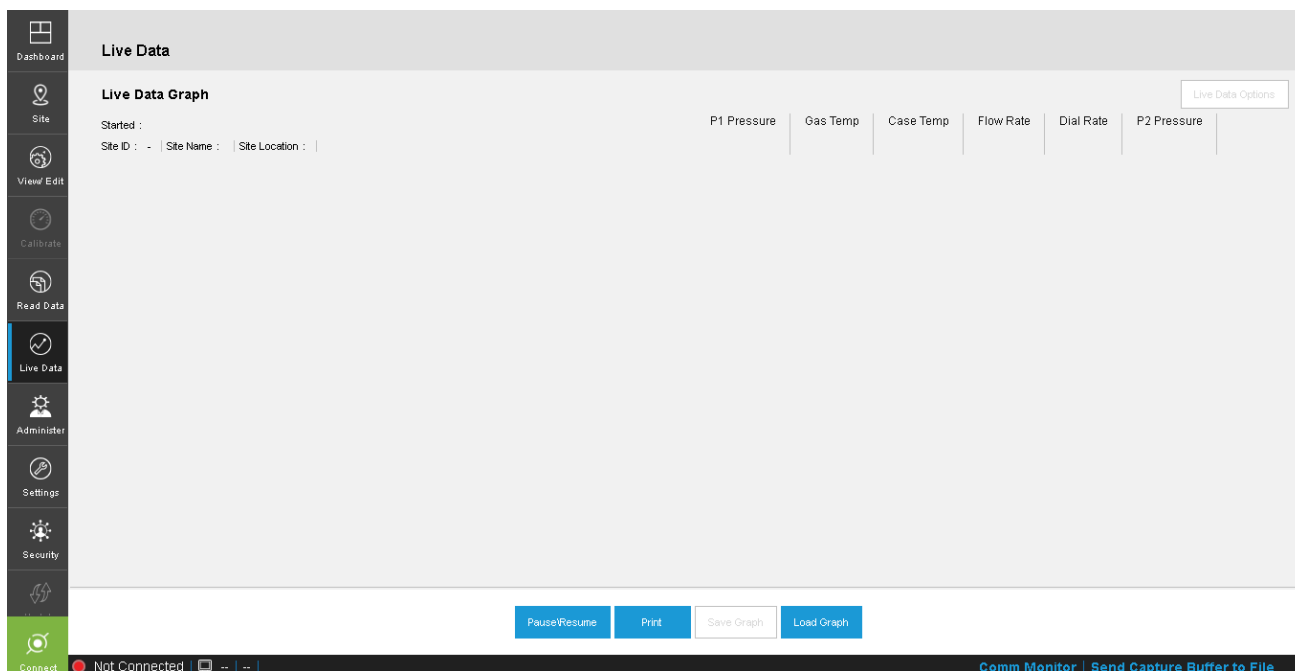 Dashboard
Live Data
Site
Live Data Graph
Live Data Options
Started :
P1 Pressure | Gas Temp | Case Temp | Flow Rate | Dial Rate | P2 Pressure |
Site ID : - | Site Name : | Site Location : |
View/ Edit
Calibrate
Read Data
Live Data
Administer
Settings
Security
Pause\Resume
Print
Save Graph
Load Graph
Connect
Not Connected | -- | -- |
Comm Monitor | Send Capture Buffer to File